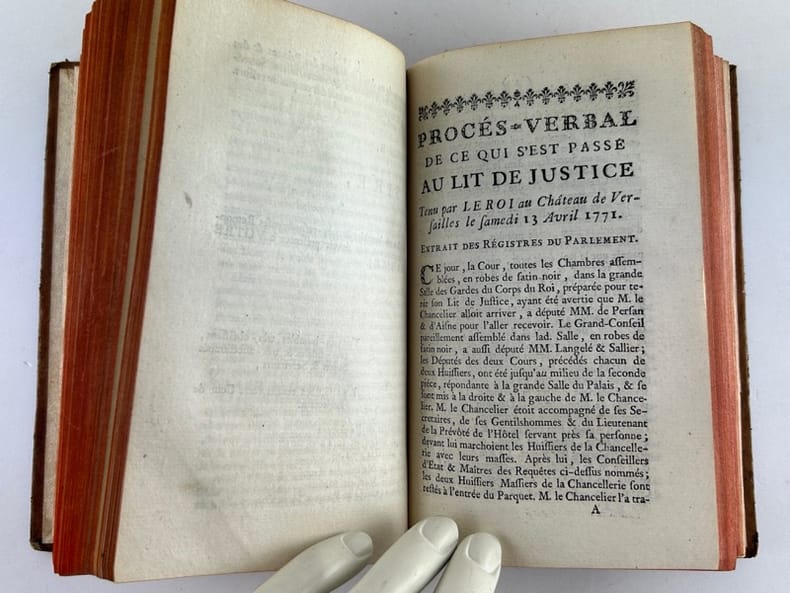 PROCÉS-VERBAL
DE CE QUI S'EST PASSÉ
AU LIT DE JUSTICE
Tenu par LE ROI au Château de Ver-
ſailles le ſamedi 13 Avril 1771.
EXTRAIT DES RÉGISTRES DU PARLEMENT.
CE jour, la Cour, toutes les Chambres aſſem-
blées, en robes de ſatin noir, dans la grande
Salle des Gardes du Corps du Roi, préparée pour te-
nir ſon Lit de Juſtice, ayant été avertie que M. le
Chancelier alloit arriver, a député MM. de Perſan
& d'Aiſne pour l'aller recevoir. Le Grand-Conſeil
pareillement aſſemblé dans lad. Salle, en robes de
ſatin noir, a auſſi député MM. Langelé & Sallier;
les Députés des deux Cours, précédés chacun de
deux Huiſſiers, ont été juſqu'au milieu de la ſeconde
pièce, répondante à la grande Salle du Palais, & ſe
ſont mis à la droite & à la gauche de M. le Chance-
lier. M. le Chancelier étoit accompagné de ſes Se-
cretaires, de ſes Gentilshommes & du Lieutenant
de la Prévôté de l'Hôtel ſervant près ſa perſonne;
devant lui marchoient les Huiſſiers de la Chancelle-
rie avec leurs maſſes. Après lui, les Conſeillers
d'Etat & Maîtres des Requêtes ci-deſſus nommés;
les deux Huiſſiers Maſſiers de la Chancellerie ſont
reſtés à l'entrée du Parquet. M. le Chancelier l'a tra-
A